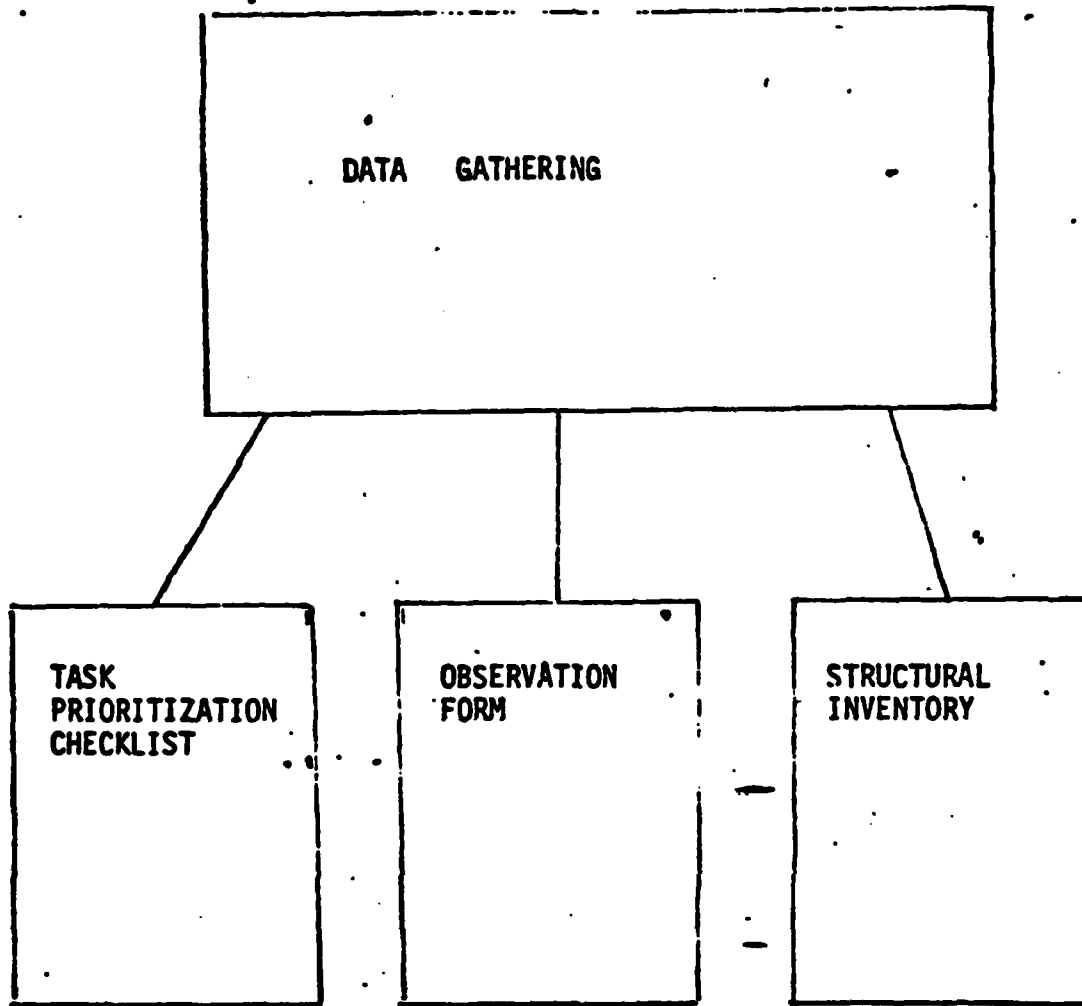 DATA GATHERING
TASK
PRIORITIZATION
CHECKLIST
OBSERVATION
FORM
STRUCTURAL
INVENTORY